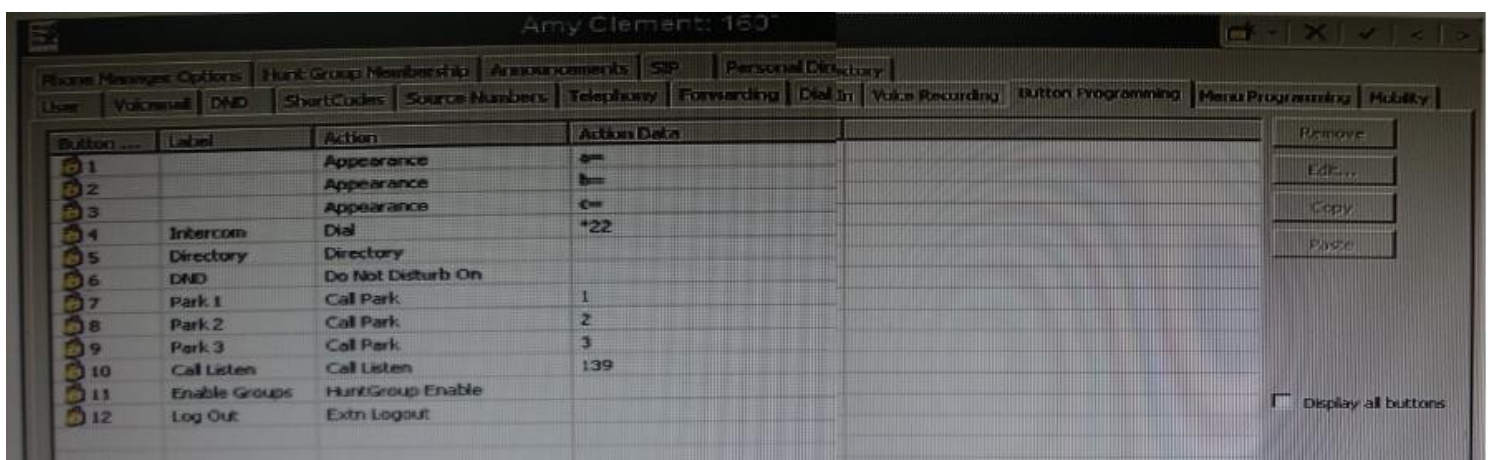 Amy Clement: 160
Phone Manager Options Hunt Group Membership Announcements SIP Personal Directory
User Voicemail DND ShortCodes Source Numbers Telephony Forwarding Dial In Voice Recording Button Programming Menu Programming Mobility
Button ... Label Action Action Data
Remove
1 Appearance a=
Edit...
2 Appearance b=
3 Appearance c=
Copy
4 Intercom Dial *22
Paste
5 Directory Directory
6 DND Do Not Disturb On
7 Park 1 Call Park 1
8 Park 2 Call Park 2
9 Park 3 Call Park 3
10 Call Listen Call Listen 139
11 Enable Groups HuntGroup Enable
Display all buttons
12 Log Out Extn Logout